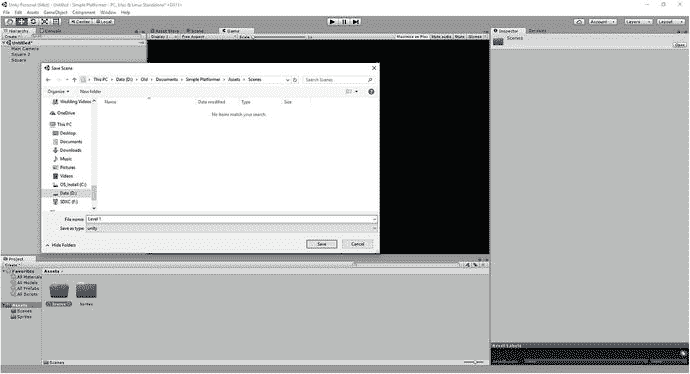 Unity Personal (64bit) - Untitled - Simple Platformer - PC, Mac & Linux Standalone* <DX11>
File Edit Assets GameObject Component Window Help
Center Local
Account Layers Layout
Hierarchy Console
Asset Store Scene Game
Inspector Services
Create
Display 1 Free Aspect Scale
Maximize on Play Mute audio Stats Gizmos
Scenes
Open
Untitled*
Main Camera
Square 2
Square
Save Scene
This PC > Data (D:) > Old > Documents > Simple Platformer > Assets > Scenes
Search Scenes
Organise New folder
Wedding Videos
Name Date modified Type Size
No items match your search.
OneDrive
This PC
Desktop
Documents
Downloads
Music
Pictures
Videos
OS_Install (C:)
Data (D:)
SDXC (F:)
File name: Level 1
Save as type: unity
Hide Folders
Save Cancel
Project
Create
Favorites
All Materials
All Models
All Prefabs
All Scripts
Assets
Scenes
Sprites
Assets
Sprites
Scenes
Asset Labels